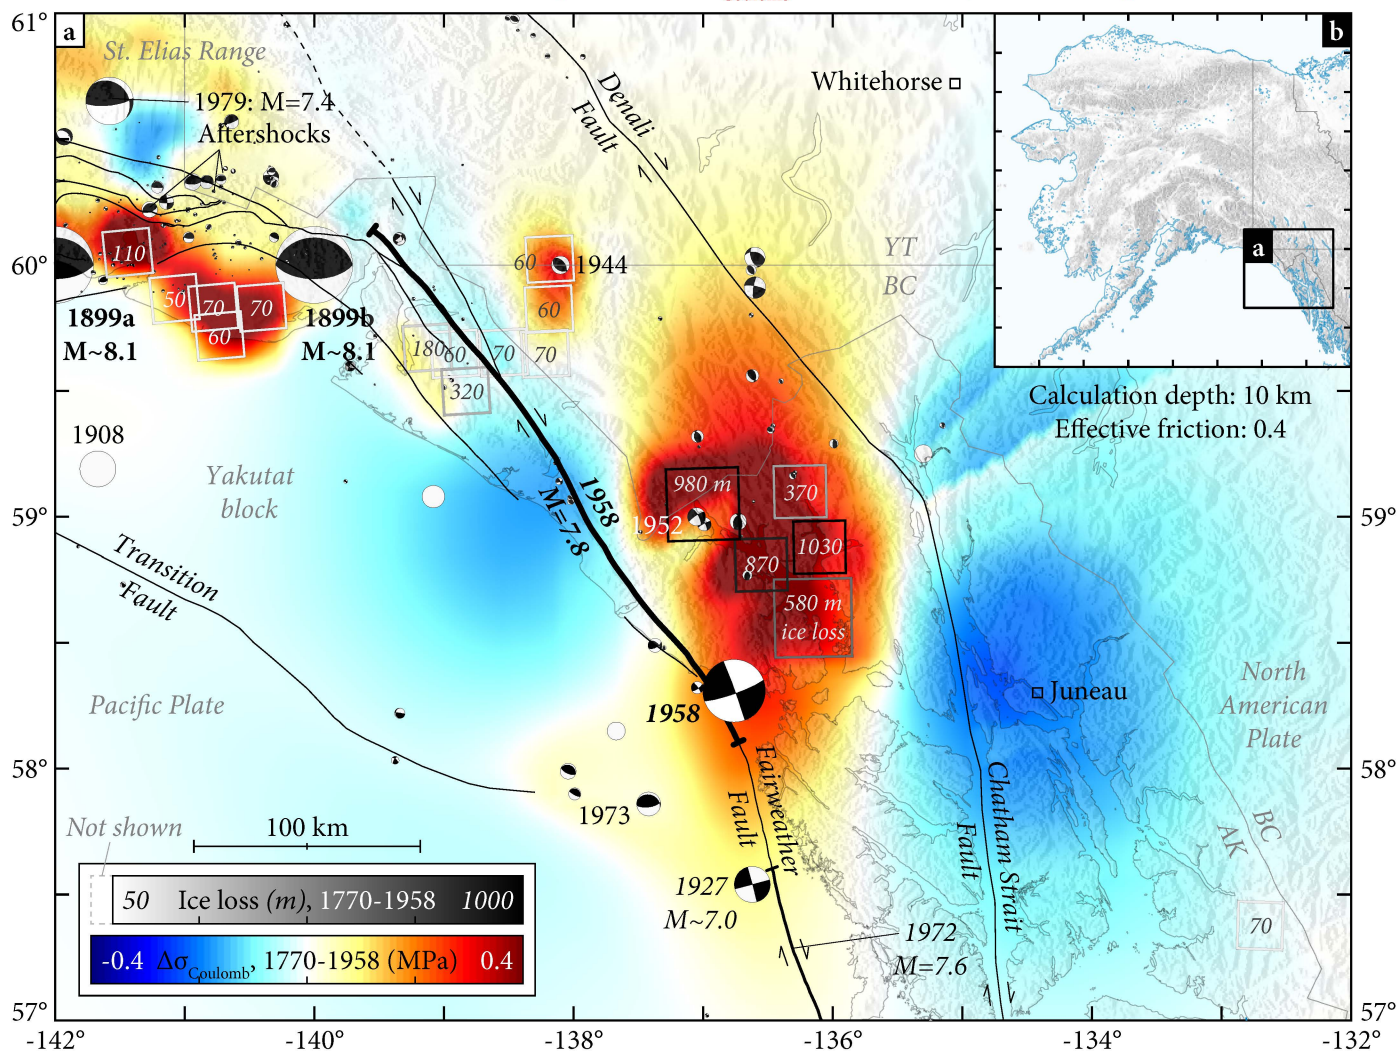 61°
a
St. Elias Range
1979: M=7.4
Aftershocks
Denali
Fault
Whitehorse
b
a
110
60
1944
YT
BC
60°
60°
50
70
70
60
60
1899a
M~8.1
1899b
M~8.1
180
60
70
70
320
Calculation depth: 10 km
Effective friction: 0.4
1908
Yakutat
block
1958
M=7.8
980 m
370
1952
1030
870
59°
59°
580 m
ice loss
Transition
Fault
Pacific Plate
1958
Juneau
North
American
Plate
58°
58°
Fairweather
Fault
Chatham Strait
Fault
BC
AK
1973
Not shown
100 km
50 Ice loss (m), 1770-1958 1000
-0.4 ΔσCoulomb, 1770-1958 (MPa) 0.4
1927
M~7.0
1972
M=7.6
70
57°
57°
-142°
-140°
-138°
-136°
-134°
-132°